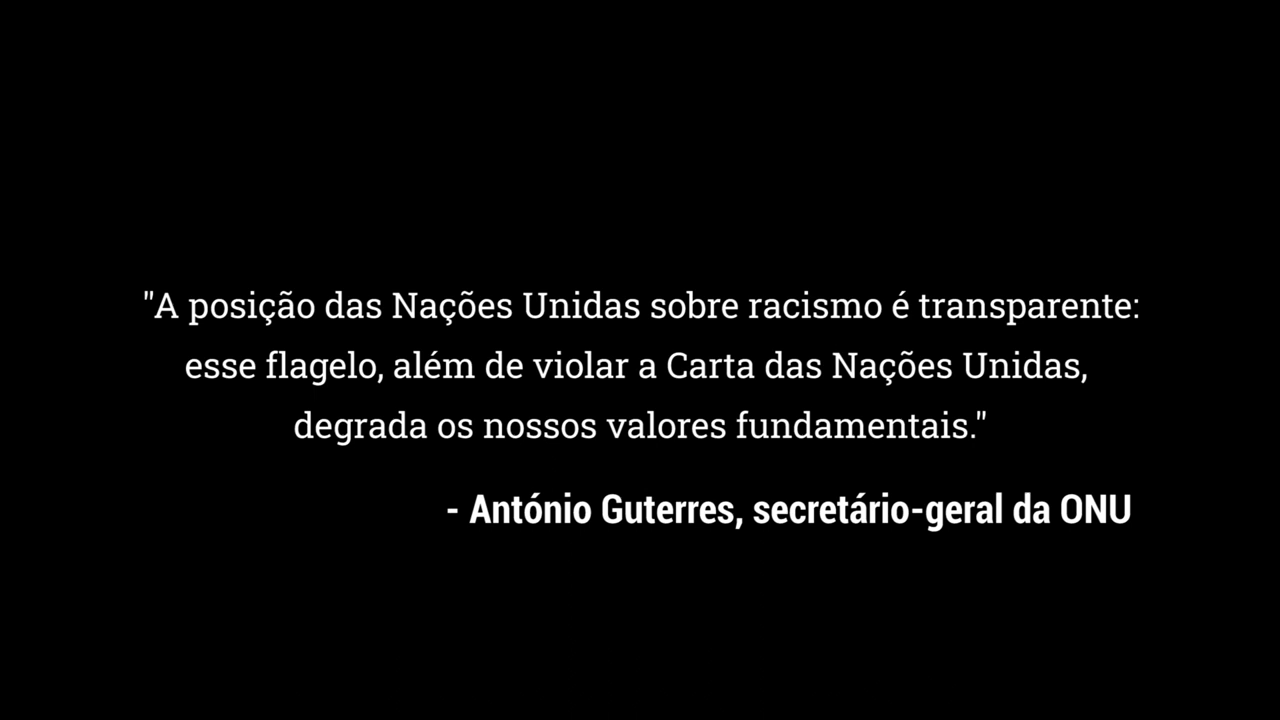 "A posição das Nações Unidas sobre racismo é transparente:
esse flagelo, além de violar a Carta das Nações Unidas,
degrada os nossos valores fundamentais."
- António Guterres, secretário-geral da ONU